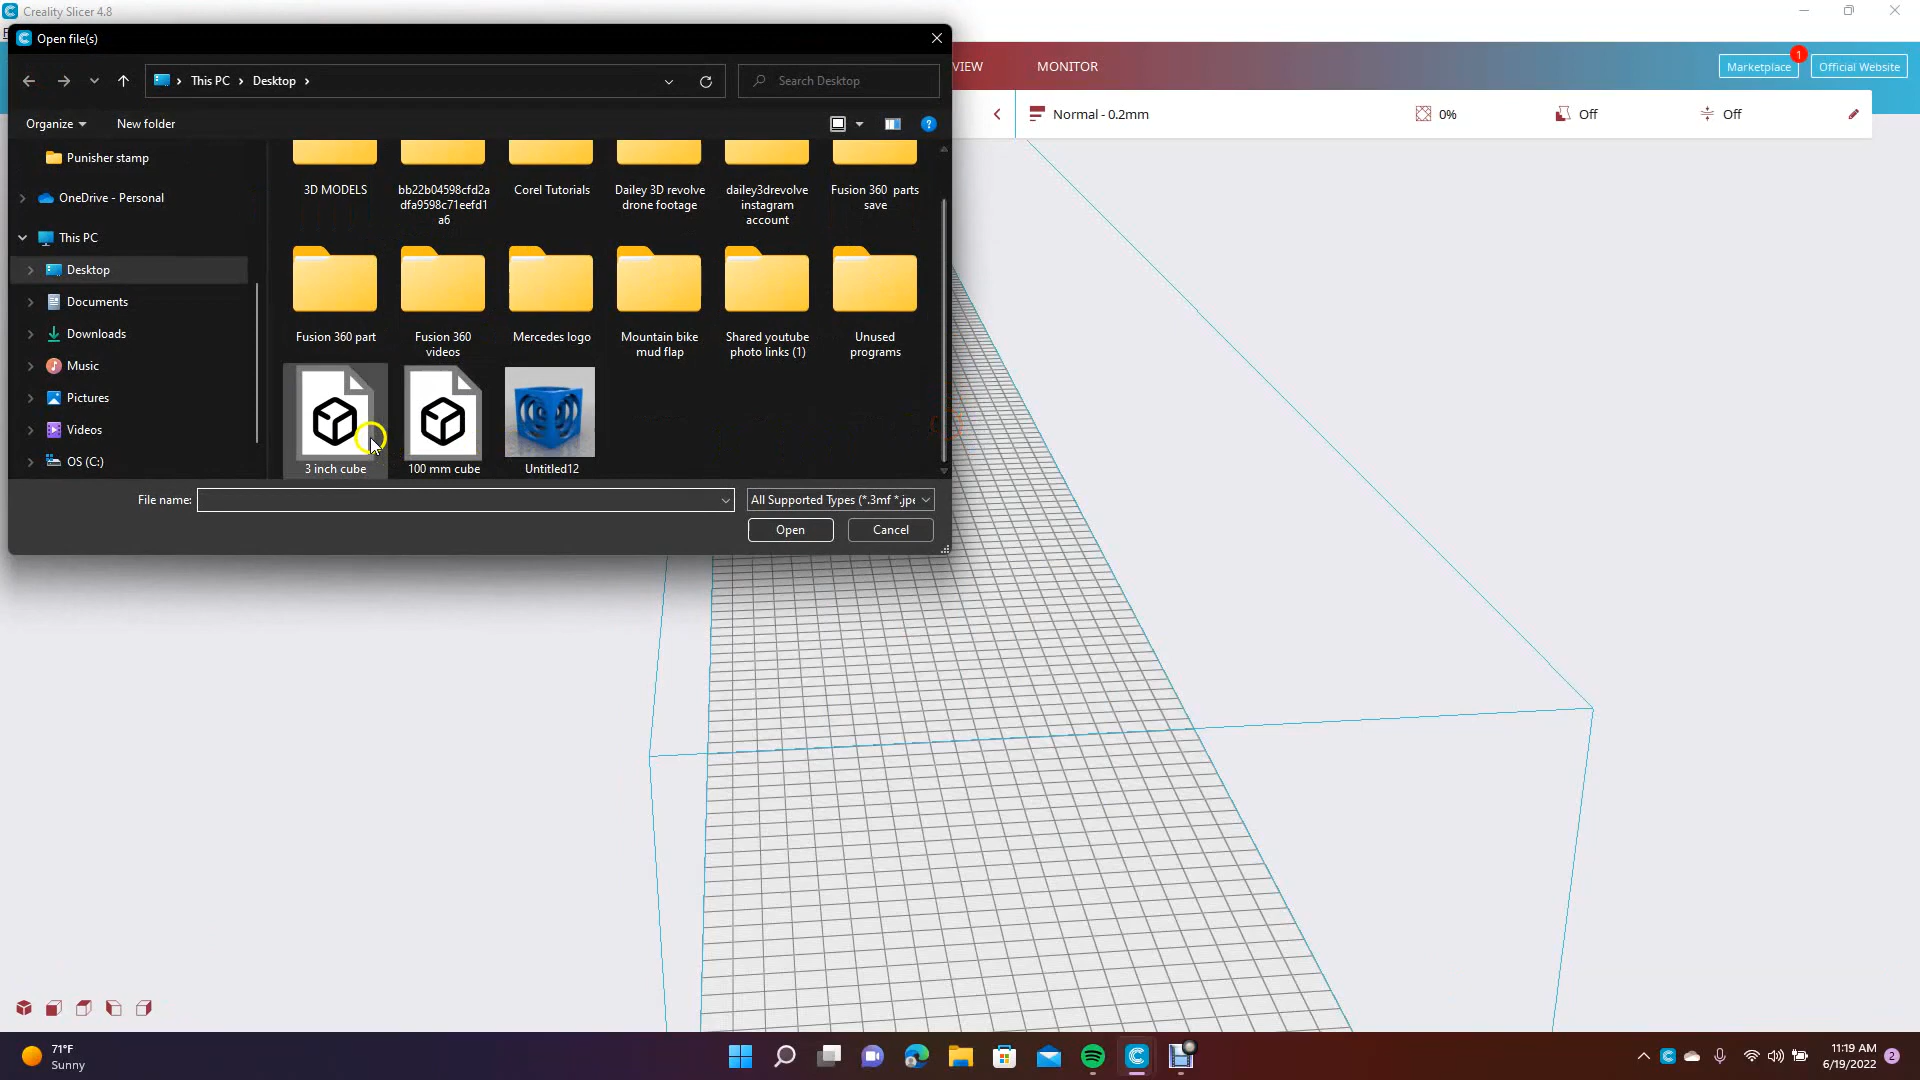 Creality Slicer 4.8
Open file(s)
VIEW
MONITOR
Marketplace
1
Official Website
This PC
Desktop
Search Desktop
Organize
New folder
Normal - 0.2mm
0%
Off
Off
Punisher stamp
OneDrive - Personal
This PC
Desktop
Documents
Downloads
Music
Pictures
Videos
OS (C:)
3D MODELS
bb22b04598cfd2a
dfa9598c71eefd1
a6
Corel Tutorials
Dailey 3D revolve
drone footage
dailey3drevolve
instagram
account
Fusion 360 parts
save
Fusion 360 part
Fusion 360
videos
Mercedes logo
Mountain bike
mud flap
Shared youtube
photo links (1)
Unused
programs
3 inch cube
100 mm cube
Untitled12
File name:
All Supported Types (*.3mf *.jpe
Open
Cancel
71°F
Sunny
11:19 AM
6/19/2022
2